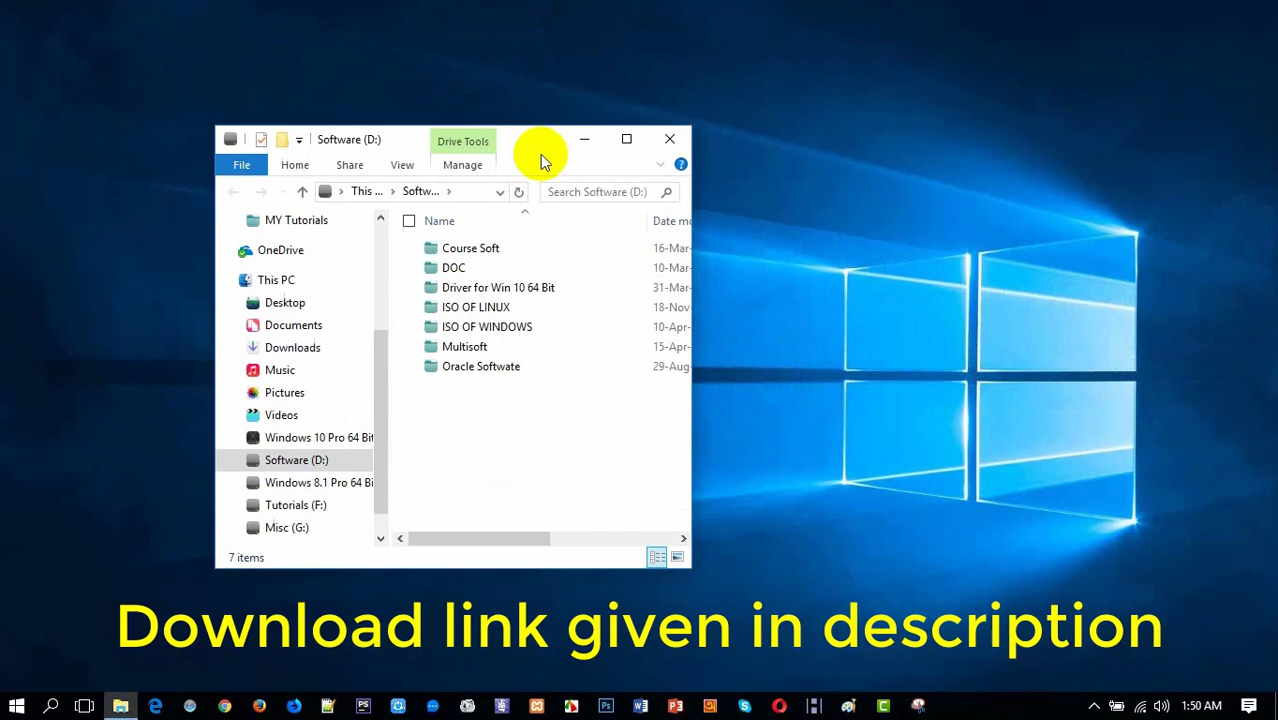 Software (D:)
Drive Tools
File
Home
Share
View
Manage
This ...
Softw...
Search Software (D:)
MY Tutorials
OneDrive
This PC
Desktop
Documents
Downloads
Music
Pictures
Videos
Windows 10 Pro 64 Bit
Software (D:)
Windows 8.1 Pro 64 Bi
Tutorials (F:)
Misc (G:)
Name
Date mo
Course Soft
16-Mar-
DOC
10-Mar-
Driver for Win 10 64 Bit
31-Mar-
ISO OF LINUX
18-Nov-
ISO OF WINDOWS
10-Apr-
Multisoft
15-Apr-
Oracle Softwate
29-Aug-
7 items
Download link given in description
1:50 AM